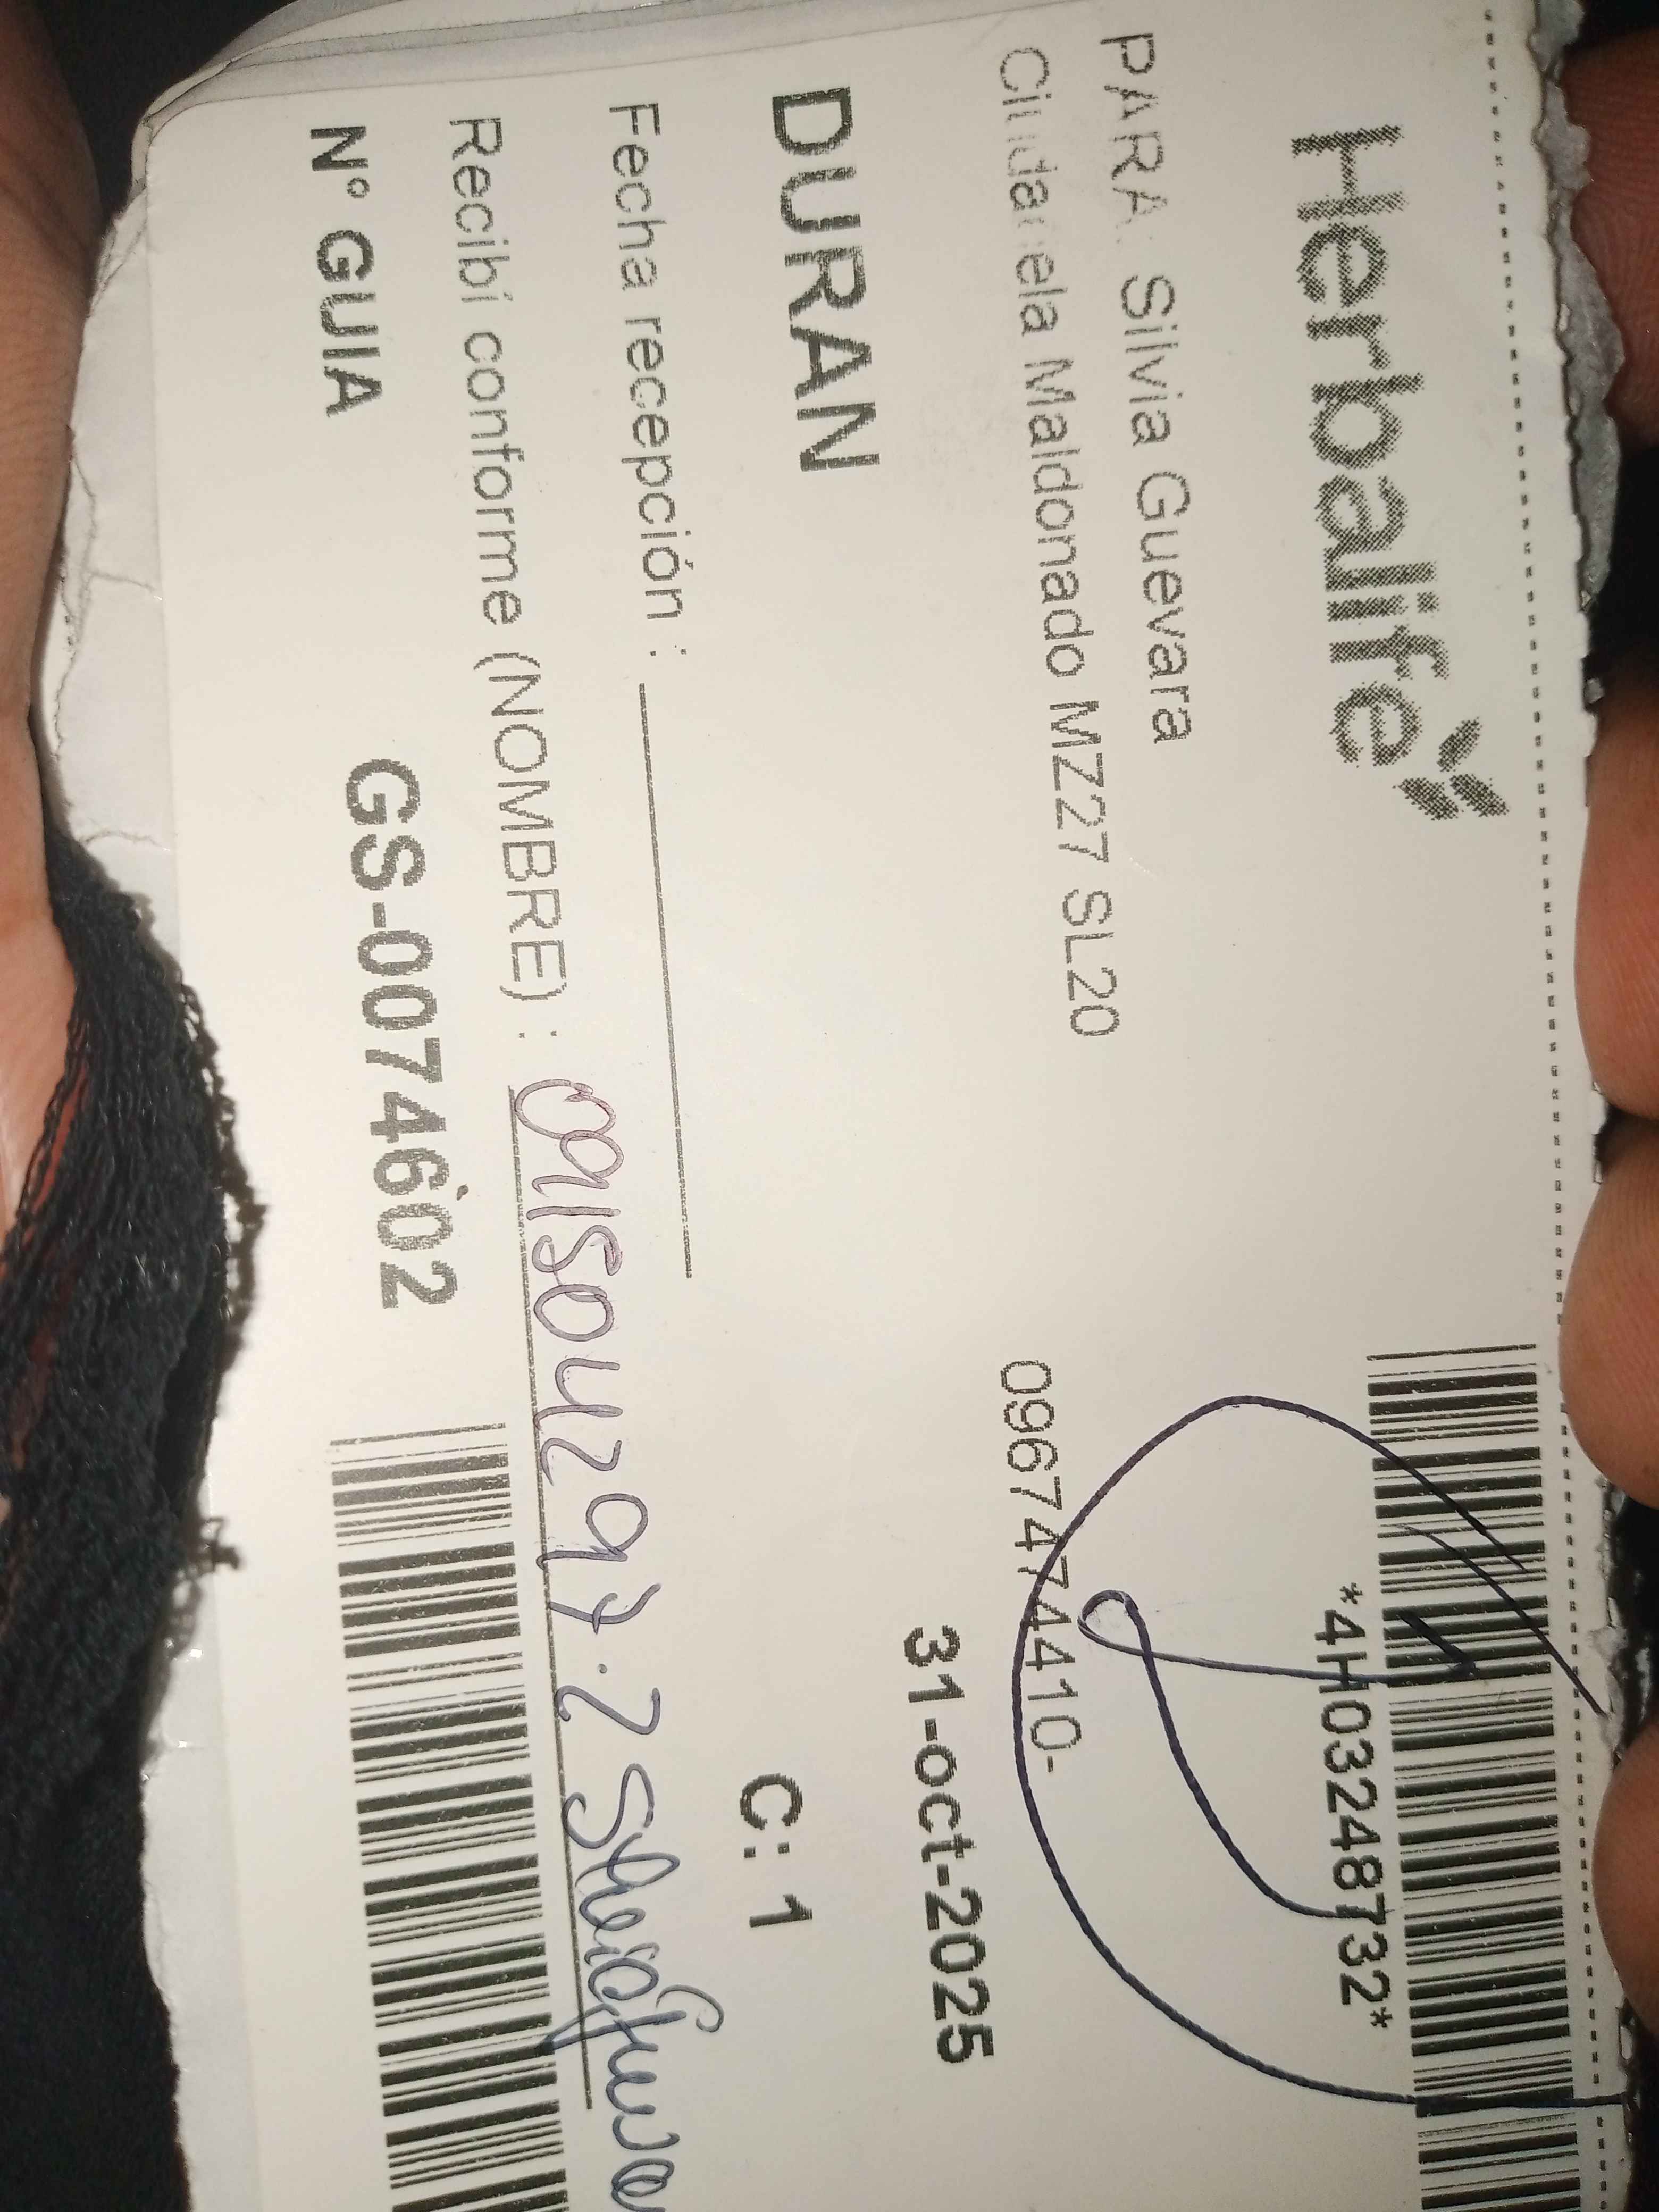 Herbalife
*4H03248732*
PARA: Silvia Guevara
Ciudadela Maldonado MZ27 SL20 0967474410-
31-oct-2025
DURAN C: 1
Fecha recepción :
Recibí conforme (NOMBRE) :
N° GUIA GS-0074602